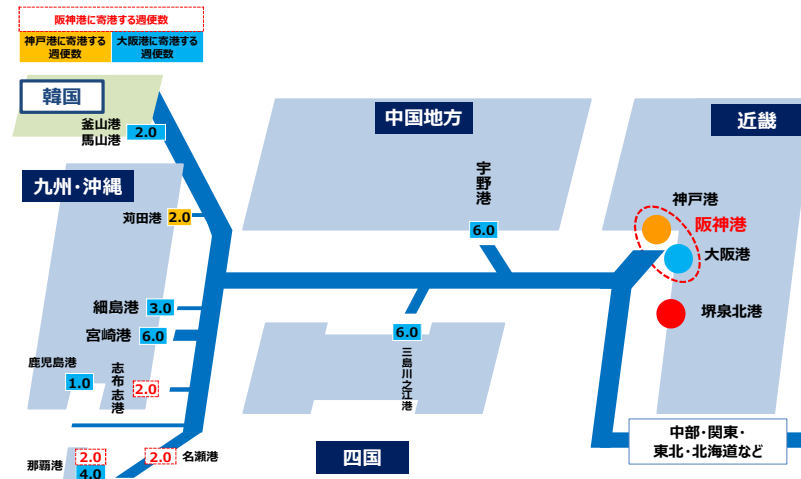 阪神港に寄港する週便数
神戸港に寄港する
週便数
大阪港に寄港する
週便数
韓国
釜山港
馬山港
2.0
九州・沖縄
苅田港
2.0
細島港
3.0
宮崎港
6.0
鹿児島港
1.0
志布志港
2.0
那覇港
2.0
4.0
2.0
名瀬港
中国地方
宇野港
6.0
6.0
三島川之江港
四国
近畿
神戸港
阪神港
大阪港
堺泉北港
中部・関東・
東北・北海道など